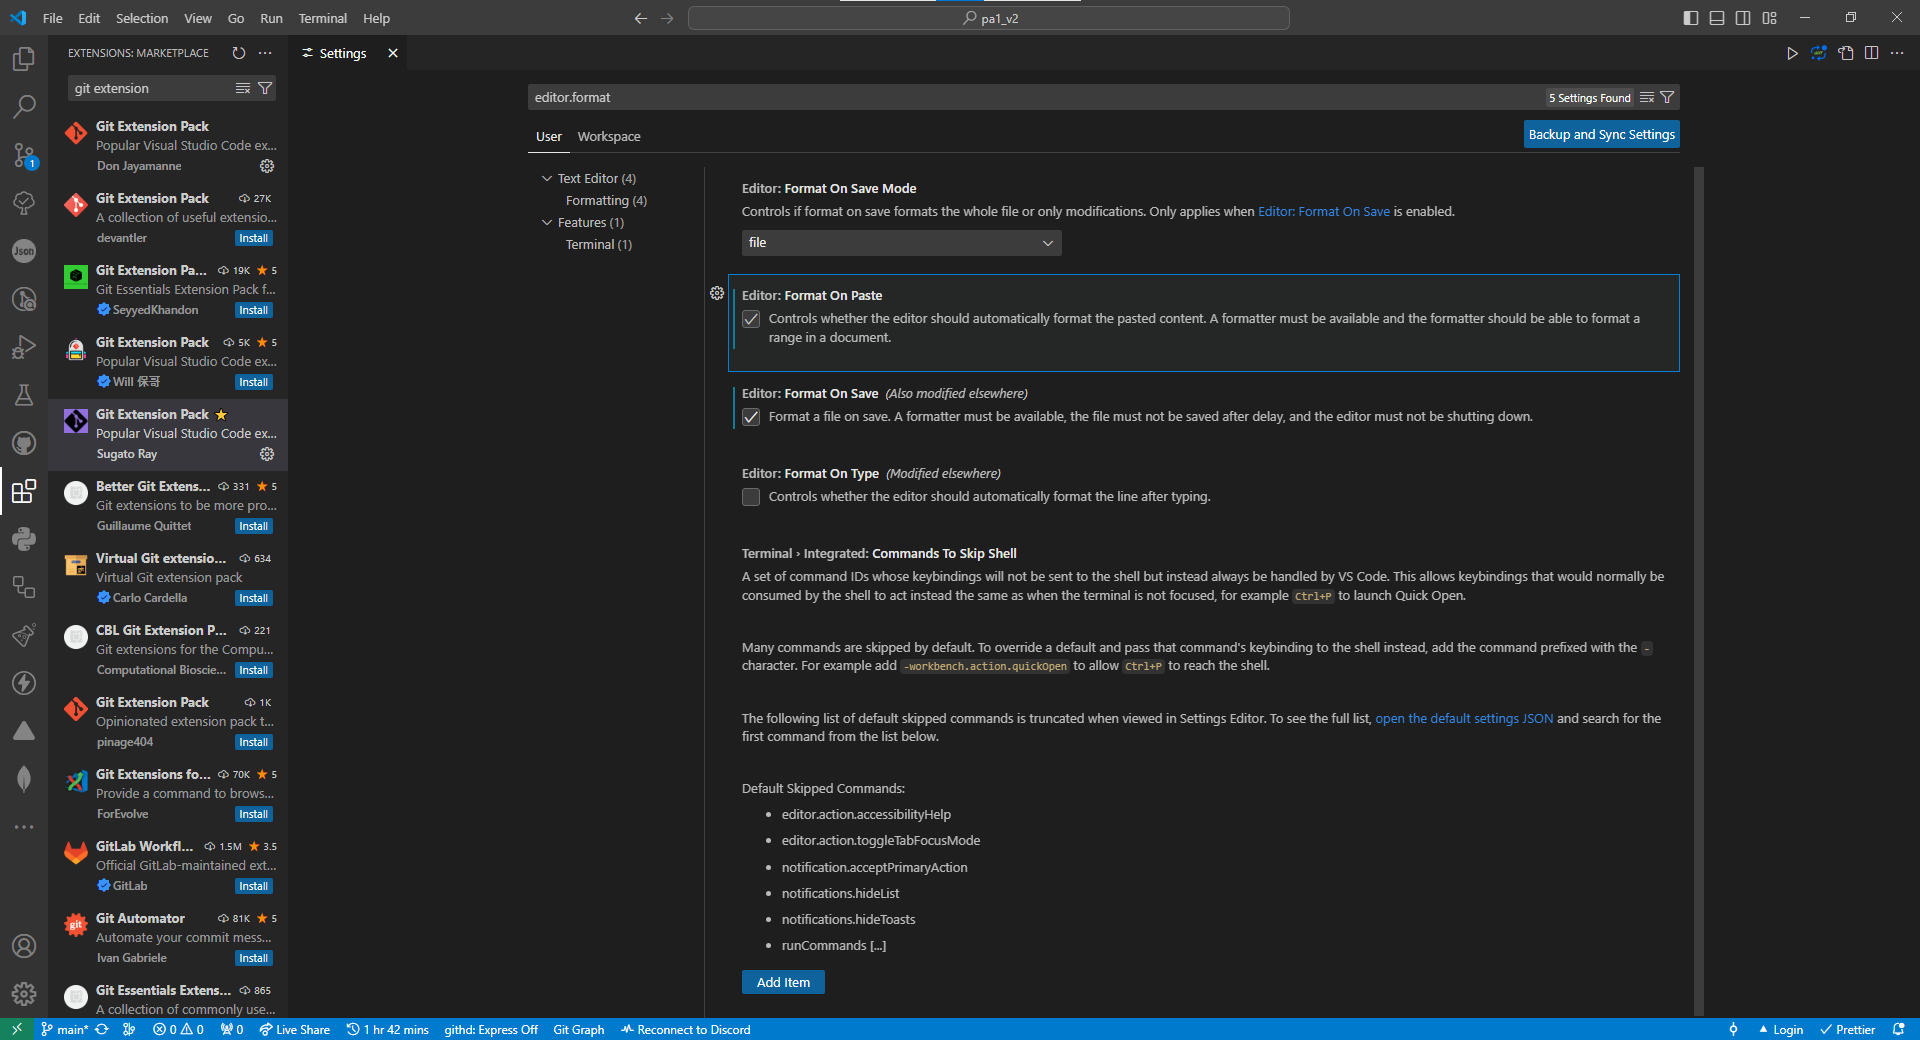 File Edit Selection View Go Run Terminal Help
pa1_v2
EXTENSIONS: MARKETPLACE
Settings
git extension
Git Extension Pack
Popular Visual Studio Code ex...
Don Jayamanne
Git Extension Pack 27K
A collection of useful extensio...
devantler Install
Git Extension Pa... 19K 5
Git Essentials Extension Pack f...
SeyyedKhandon Install
Git Extension Pack 5K 5
Popular Visual Studio Code ex...
Will 保哥 Install
Git Extension Pack
Popular Visual Studio Code ex...
Sugato Ray
Better Git Extens... 331 5
Git extensions to be more pro...
Guillaume Quittet Install
Virtual Git extensio... 634
Virtual Git extension pack
Carlo Cardella Install
CBL Git Extension P... 221
Git extensions for the Compu...
Computational Bioscie... Install
Git Extension Pack 1K
Opinionated extension pack t...
pinage404 Install
Git Extensions fo... 70K 5
Provide a command to brows...
ForEvolve Install
GitLab Workfl... 1.5M 3.5
Official GitLab-maintained ext...
GitLab Install
Git Automator 81K 5
Automate your commit mess...
Ivan Gabriele Install
Git Essentials Extens... 865
A collection of commonly use...
Json
git
1
editor.format
5 Settings Found
User Workspace
Backup and Sync Settings
Text Editor (4)
Formatting (4)
Features (1)
Terminal (1)
Editor: Format On Save Mode
Controls if format on save formats the whole file or only modifications. Only applies when Editor: Format On Save is enabled.
file
Editor: Format On Paste
Controls whether the editor should automatically format the pasted content. A formatter must be available and the formatter should be able to format a
range in a document.
Editor: Format On Save (Also modified elsewhere)
Format a file on save. A formatter must be available, the file must not be saved after delay, and the editor must not be shutting down.
Editor: Format On Type (Modified elsewhere)
Controls whether the editor should automatically format the line after typing.
Terminal › Integrated: Commands To Skip Shell
A set of command IDs whose keybindings will not be sent to the shell but instead always be handled by VS Code. This allows keybindings that would normally be
consumed by the shell to act instead the same as when the terminal is not focused, for example Ctrl+P to launch Quick Open.
Many commands are skipped by default. To override a default and pass that command's keybinding to the shell instead, add the command prefixed with the -
character. For example add -workbench.action.quickOpen to allow Ctrl+P to reach the shell.
The following list of default skipped commands is truncated when viewed in Settings Editor. To see the full list, open the default settings JSON and search for the
first command from the list below.
Default Skipped Commands:
• editor.action.accessibilityHelp
• editor.action.toggleTabFocusMode
• notification.acceptPrimaryAction
• notifications.hideList
• notifications.hideToasts
• runCommands [...]
Add Item
main* 0 0 0 Live Share 1 hr 42 mins githd: Express Off Git Graph Reconnect to Discord Login Prettier